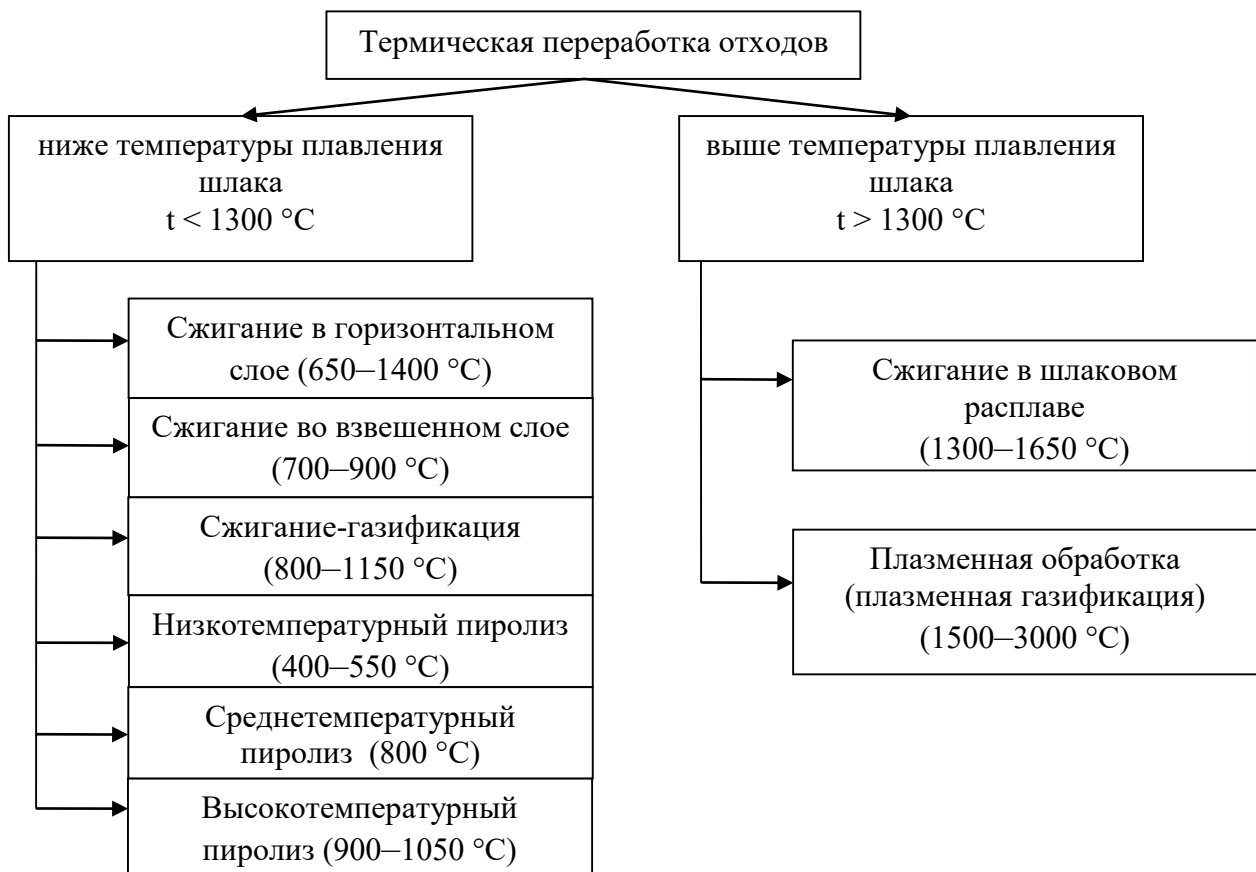 Термическая переработка отходов
ниже температуры плавления
шлака
t < 1300 °С
выше температуры плавления
шлака
t > 1300 °С
Сжигание в горизонтальном
слое (650–1400 °С)
Сжигание во взвешенном слое
(700–900 °С)
Сжигание-газификация
(800–1150 °С)
Низкотемпературный пиролиз
(400–550 °С)
Среднетемпературный
пиролиз (800 °С)
Высокотемпературный
пиролиз (900–1050 °С)
Сжигание в шлаковом
расплаве
(1300–1650 °С)
Плазменная обработка
(плазменная газификация)
(1500–3000 °С)